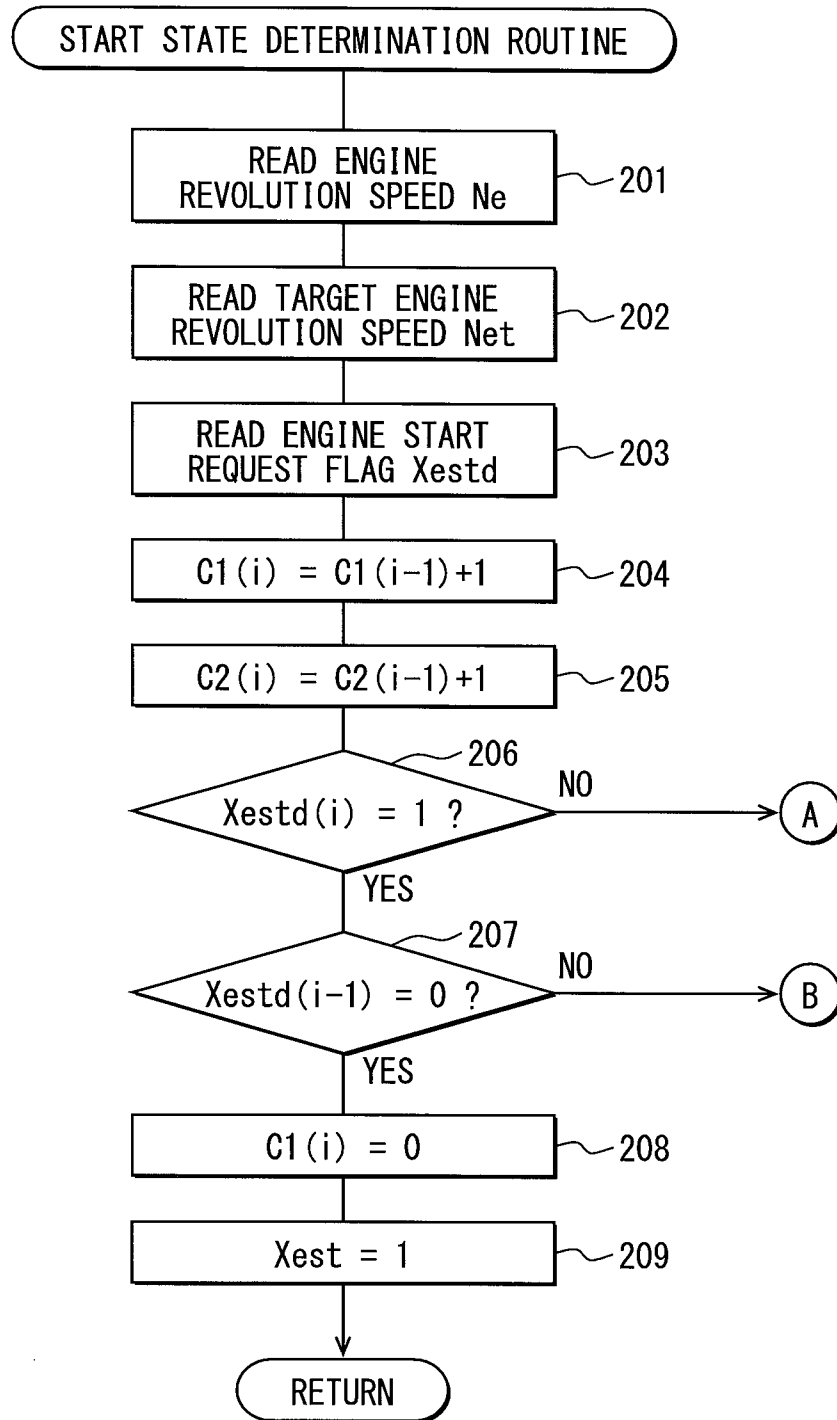 START STATE DETERMINATION ROUTINE
READ ENGINE
REVOLUTION SPEED Ne
201
READ TARGET ENGINE
REVOLUTION SPEED Net
202
READ ENGINE START
REQUEST FLAG Xestd
203
C1(i) = C1(i-1)+1
204
C2(i) = C2(i-1)+1
205
206
Xestd(i) = 1 ?
NO
A
YES
207
Xestd(i-1) = 0 ?
NO
B
YES
C1(i) = 0
208
Xest = 1
209
RETURN